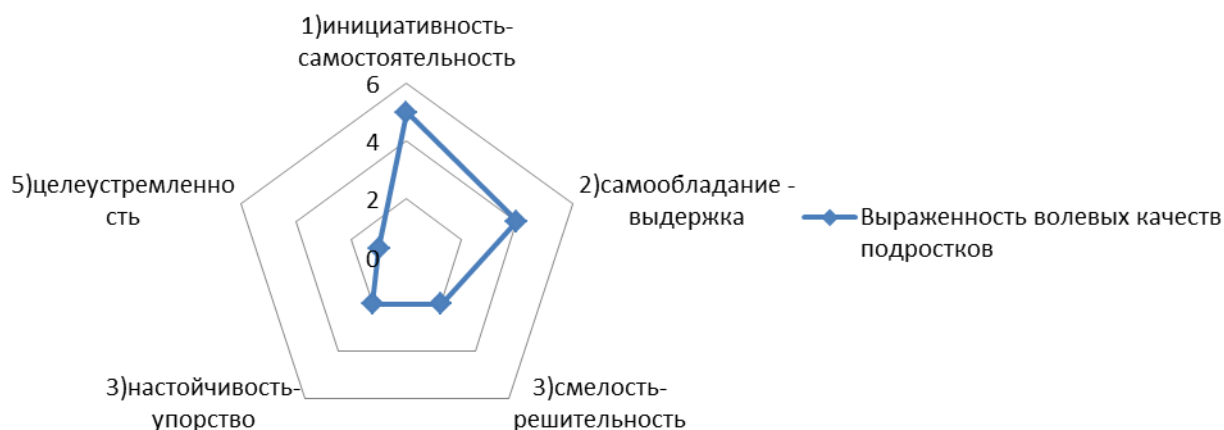 1)инициативность-
самостоятельность
6
4
2
0
2)самообладание -
выдержка
3)смелость-
решительность
3)настойчивость-
упорство
5)целеустремленно
сть
Выраженность волевых качеств
подростков